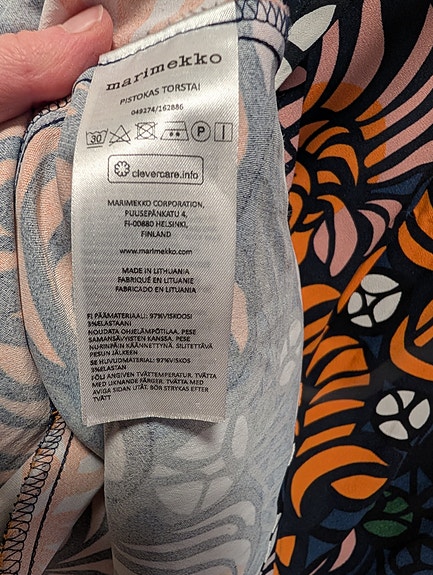 marimekko
PISTOKAS TORSTAI
049274/162886
30 P
clevercare.info
MARIMEKKO CORPORATION,
PUUSEPÄNKATU 4,
FI-00880 HELSINKI,
FINLAND
www.marimekko.com
MADE IN LITHUANIA
FABRIQUÉ EN LITUANIE
FABRICADO EN LITUANIA
FI PÄÄMATERIAALI: 97%VISKOOSI
3%ELASTAANI
NOUDATA OHJELÄMPÖTILAA. PESE
SAMANSÄVYISTEN KANSSA. PESE
NURINPÄIN KÄÄNNETTYNÄ. SILITETTÄVÄ
PESUN JÄLKEEN
SE HUVUDMATERIAL: 97%VISKOS
3%ELASTAN
FÖLJ ANGIVEN TVÄTTEMPERATUR. TVÄTTA
MED LIKNANDE FÄRGER. TVÄTTA MED
AVIGA SIDAN UTÅT. BÖR STRYKAS EFTER
TVÄTT